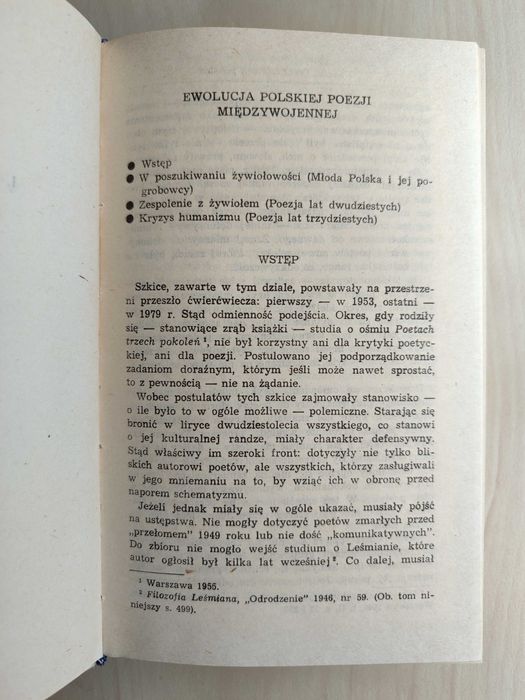 EWOLUCJA POLSKIEJ POEZJI
MIĘDZYWOJENNEJ
● Wstęp
● W poszukiwaniu żywiołowości (Młoda Polska i jej po-
grobowcy)
● Zespolenie z żywiołem (Poezja lat dwudziestych)
● Kryzys humanizmu (Poezja lat trzydziestych)
WSTĘP
Szkice, zawarte w tym dziale, powstawały na przestrze-
ni przeszło ćwierćwiecza: pierwszy — w 1953, ostatni —
w 1979 r. Stąd odmienność podejścia. Okres, gdy rodziły
się — stanowiące zrąb książki — studia o ośmiu Poetach
trzech pokoleń ¹, nie był korzystny ani dla krytyki poetyc-
kiej, ani dla poezji. Postulowano jej podporządkowanie
zadaniom doraźnym, którym jeśli może nawet sprostać,
to z pewnością — nie na żądanie.
Wobec postulatów tych szkice zajmowały stanowisko —
o ile było to w ogóle możliwe — polemiczne. Starając się
bronić w liryce dwudziestolecia wszystkiego, co stanowi
o jej kulturalnej randze, miały charakter defensywny.
Stąd właściwy im szeroki front: dotyczyły nie tylko bli-
skich autorowi poetów, ale wszystkich, którzy zasługiwali
w jego mniemaniu na to, by wziąć ich w obronę przed
naporem schematyzmu.
Jeżeli jednak miały się w ogóle ukazać, musiały pójść
na ustępstwa. Nie mogły dotyczyć poetów zmarłych przed
„przełomem" 1949 roku lub nie dość „komunikatywnych".
Do zbioru nie mogło wejść studium o Leśmianie, które
autor ogłosił był kilka lat wcześniej ². Co dalej, musiał
¹ Warszawa 1955.
² Filozofia Leśmiana, „Odrodzenie" 1946, nr 59. (Ob. tom ni-
niejszy s. 499).